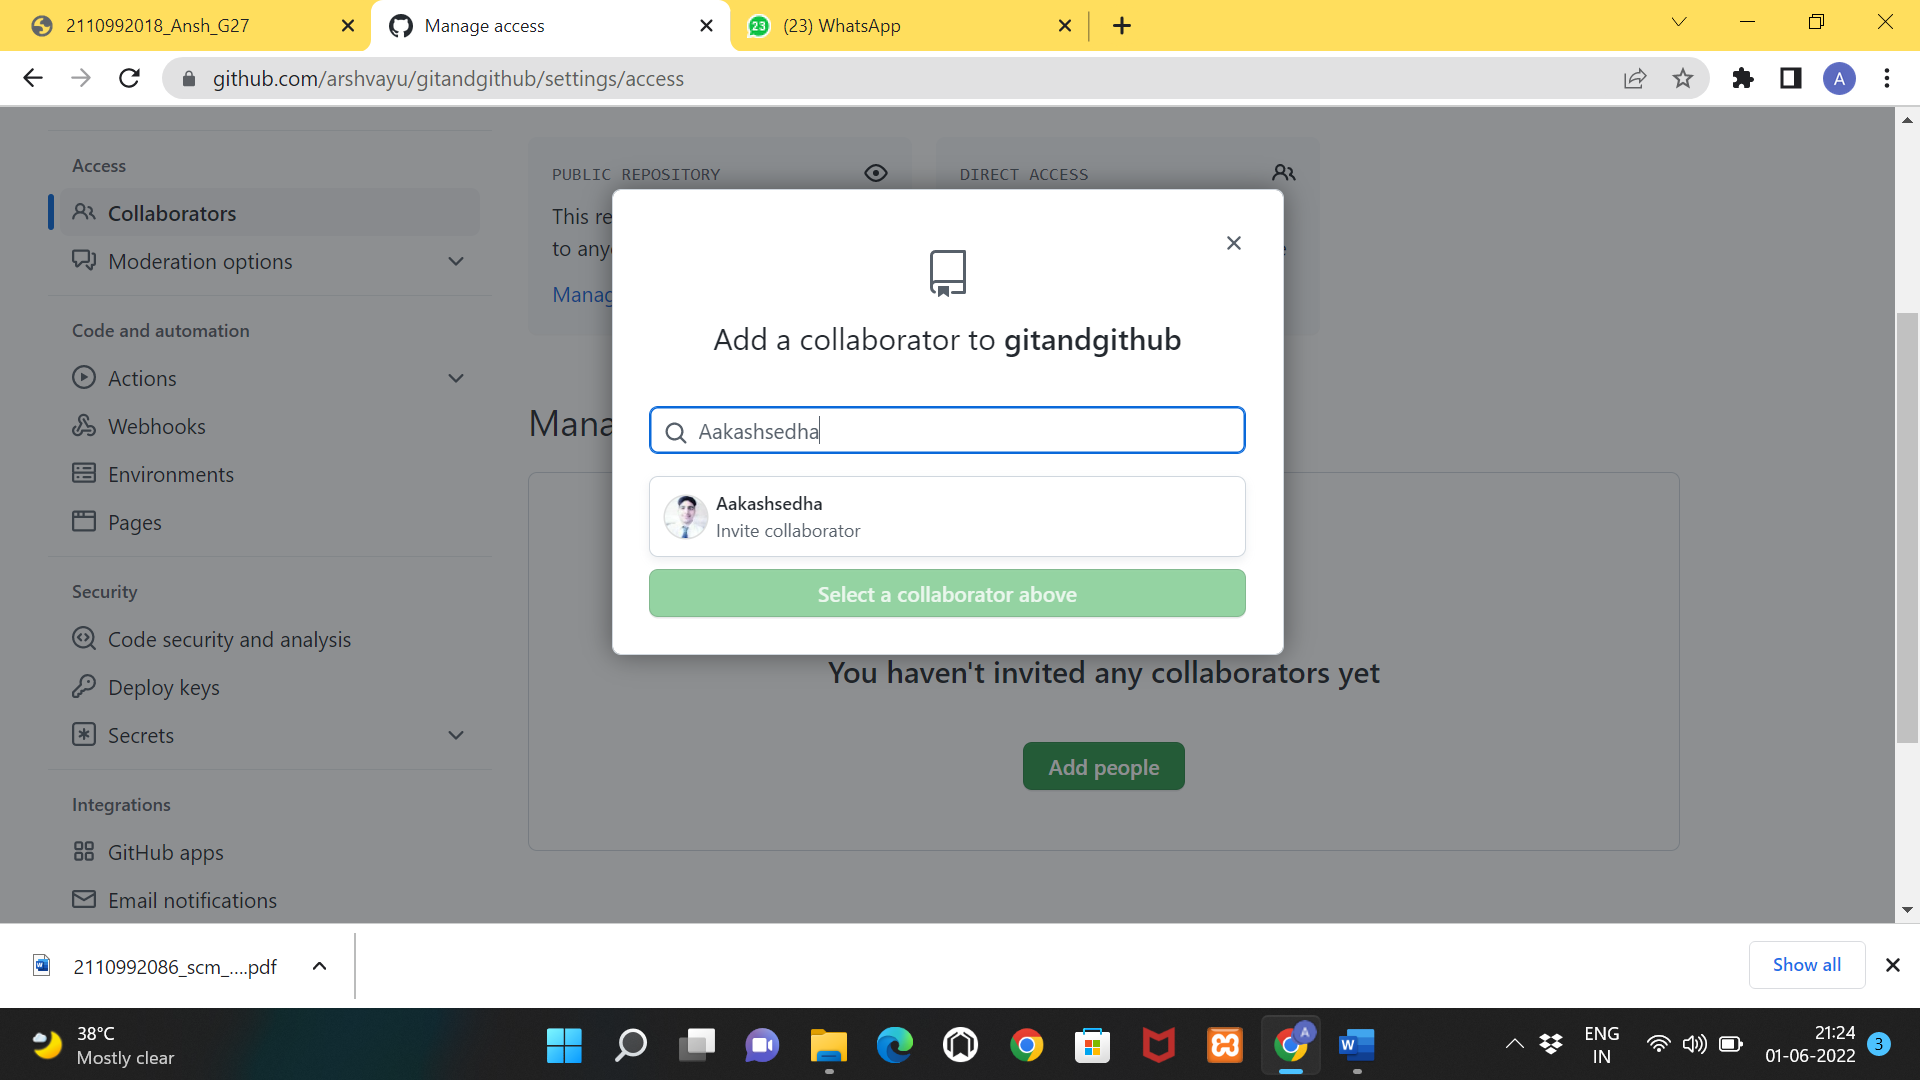 2110992018_Ansh_G27
Manage access
23
(23) WhatsApp
github.com/arshvayu/gitandgithub/settings/access
A
Access
Collaborators
Moderation options
Code and automation
Actions
Webhooks
Environments
Pages
Security
Code security and analysis
Deploy keys
Secrets
Integrations
GitHub apps
Email notifications
PUBLIC REPOSITORY
This re
to any
Manag
DIRECT ACCESS
Mana
Add a collaborator to gitandgithub
Aakashsedha
Aakashsedha
Invite collaborator
Select a collaborator above
You haven't invited any collaborators yet
Add people
2110992086_scm_....pdf
Show all
38°C
Mostly clear
A
W
ENG
IN
21:24
01-06-2022
3